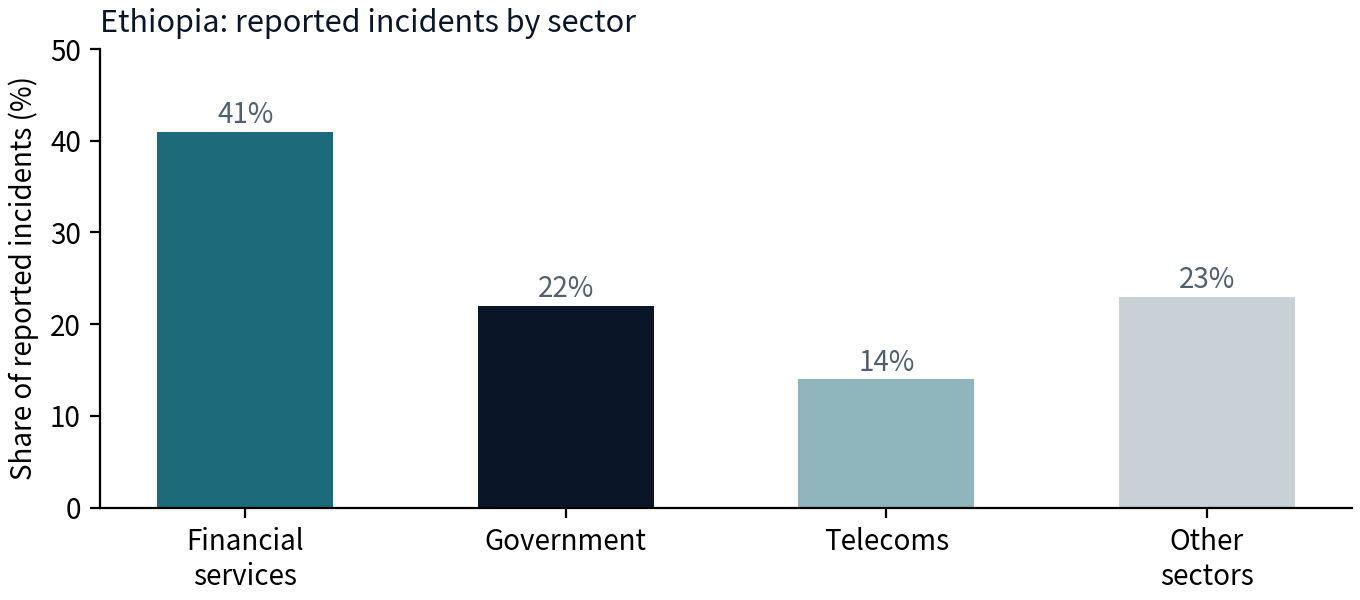 Ethiopia: reported incidents by sector
Share of reported incidents (%)
50
40
30
20
10
0
41%
22%
14%
23%
Financial
services
Government
Telecoms
Other
sectors